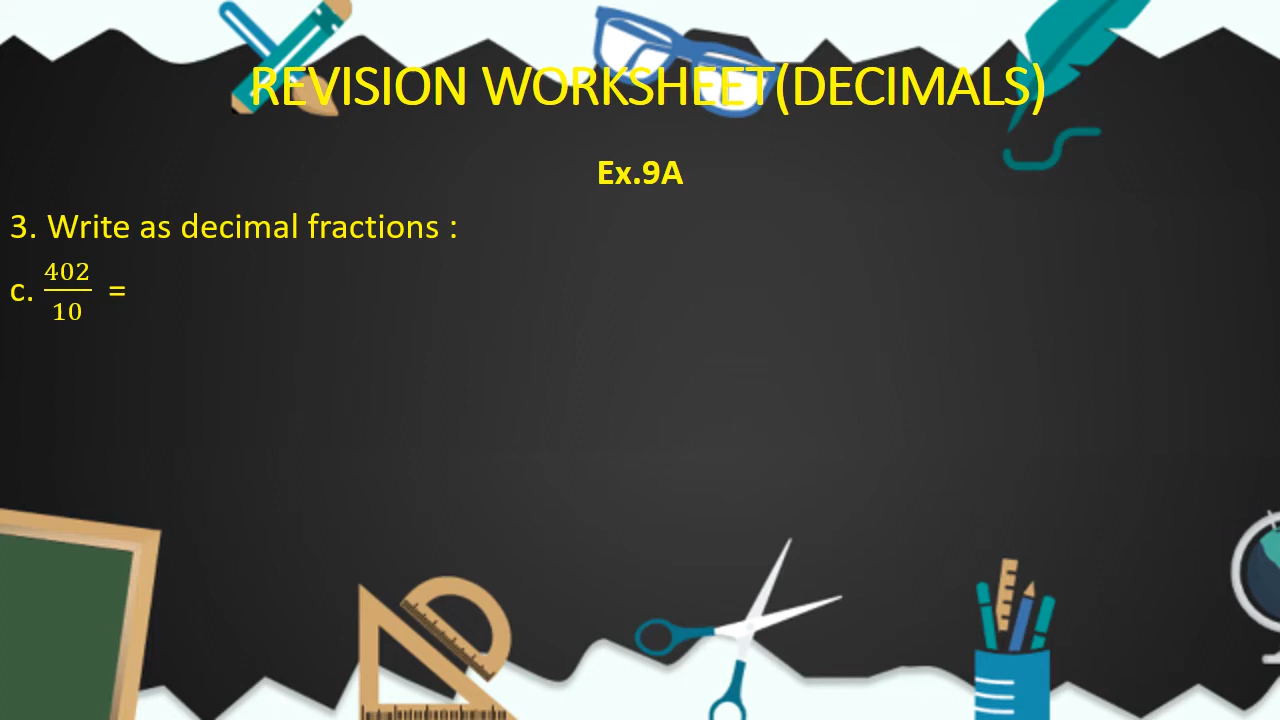 REVISION WORKSHEET(DECIMALS)
Ex.9A
3. Write as decimal fractions :
c. 402/10 =